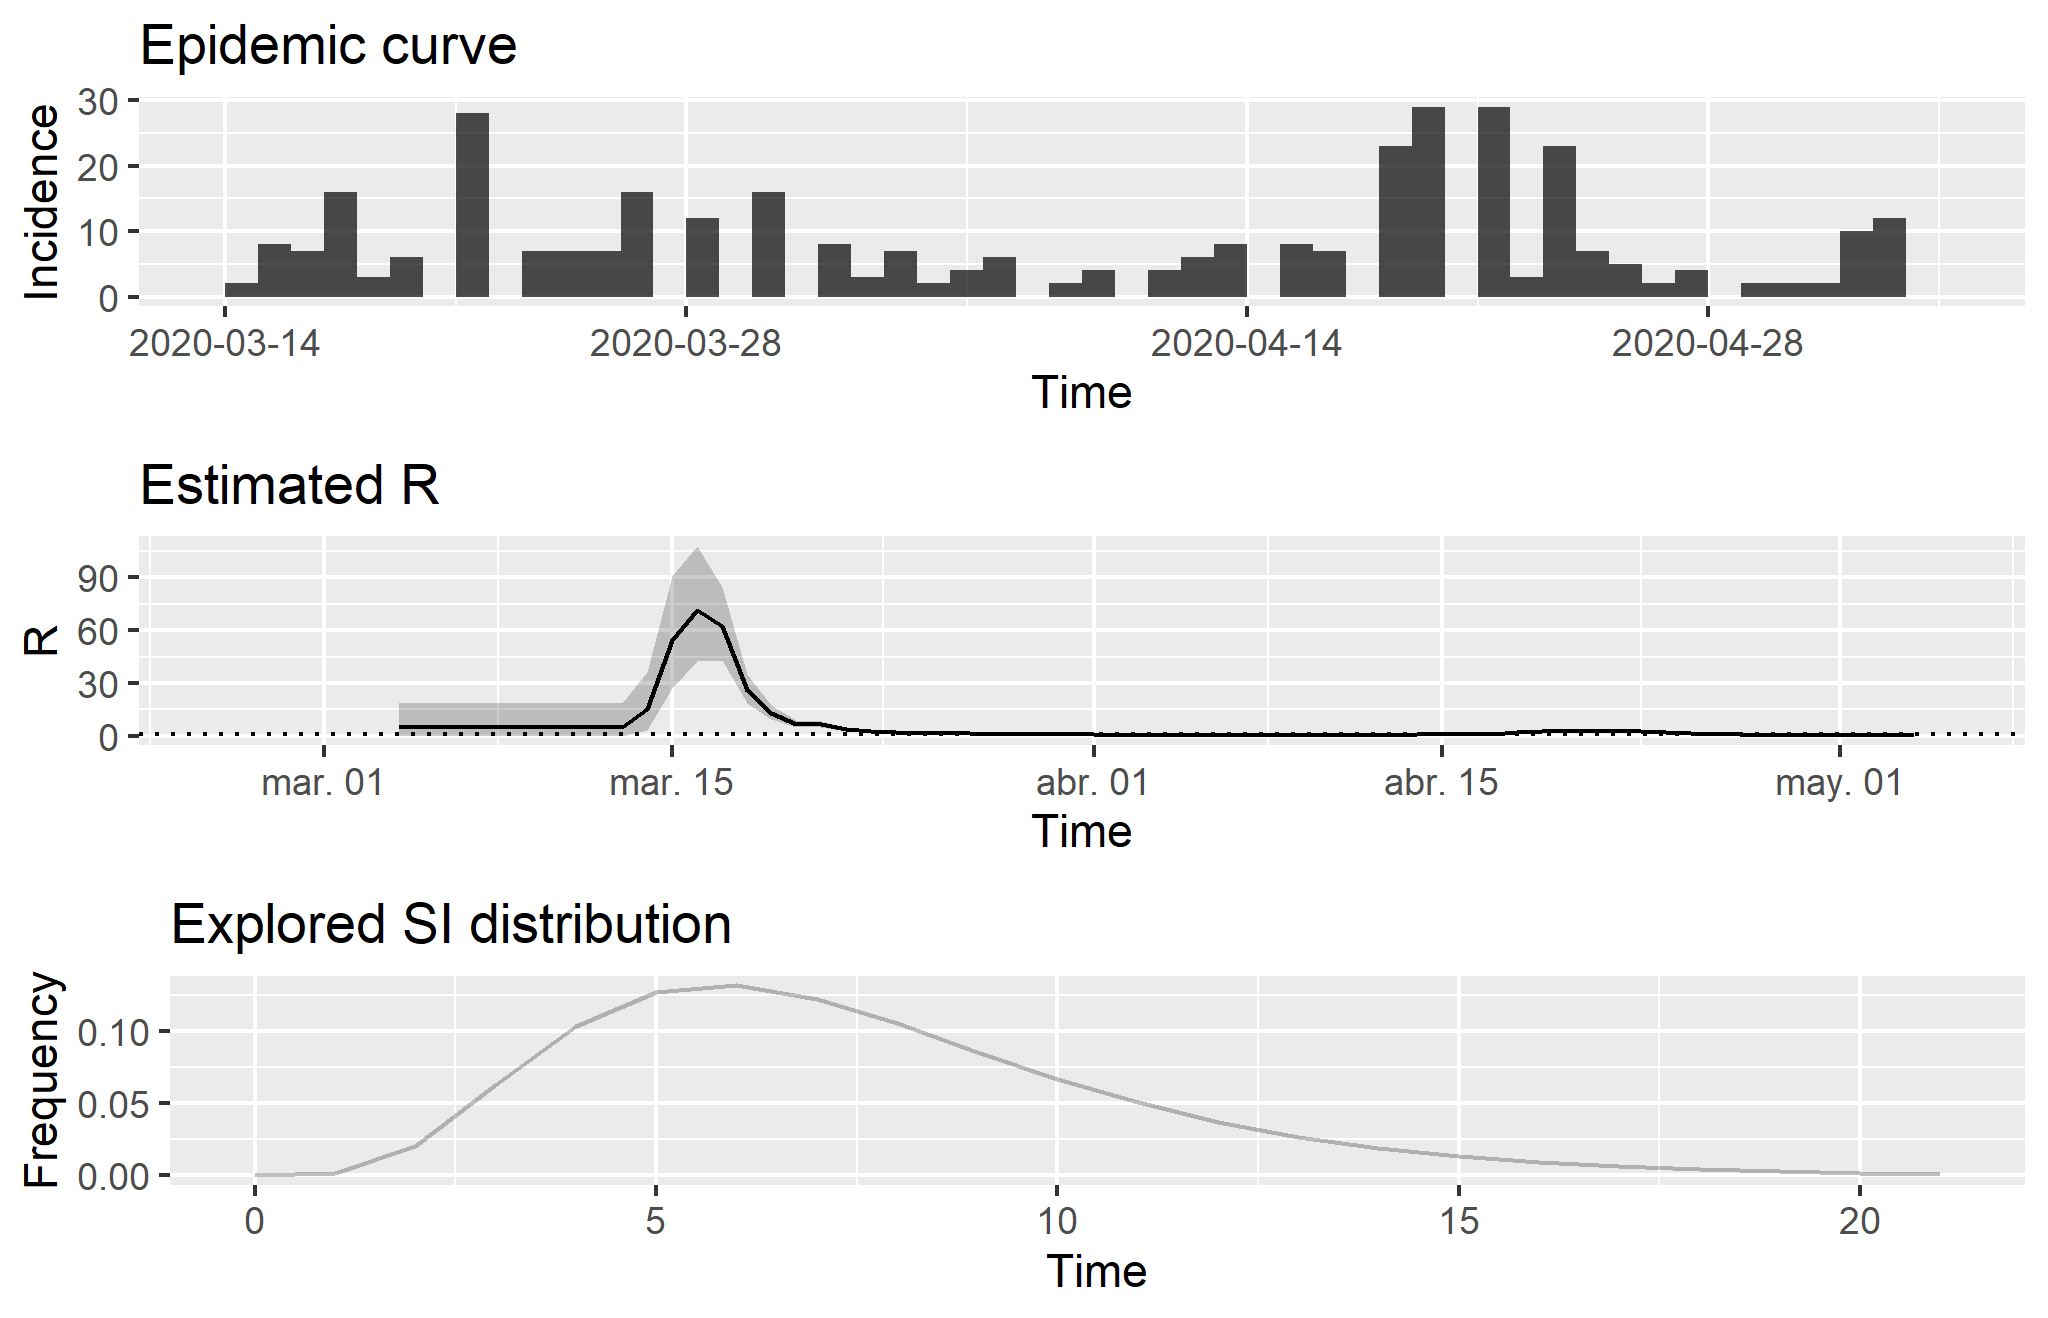 Epidemic curve
Incidence
30
20
10
0
2020-03-14 2020-03-28 2020-04-14 2020-04-28
Time
Estimated R
R
90
60
30
0
mar. 01 mar. 15 abr. 01 abr. 15 may. 01
Time
Explored SI distribution
Frequency
0.10
0.05
0.00
0 5 10 15 20
Time